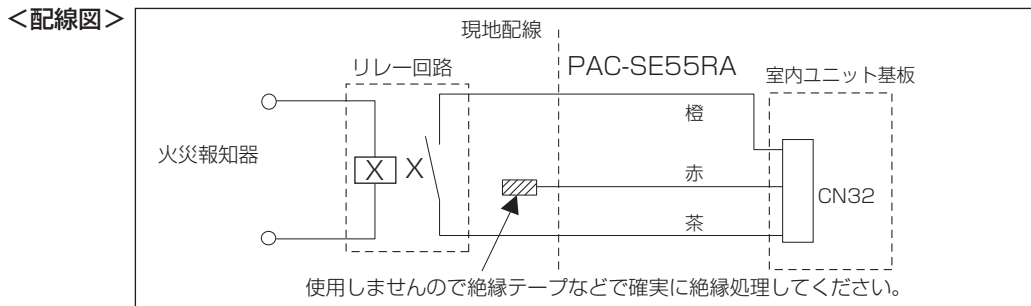 ＜配線図＞
現地配線
リレー回路
PAC-SE55RA
室内ユニット基板
橙
火災報知器
X
X
赤
CN32
茶
使用しませんので絶縁テープなどで確実に絶縁処理してください。